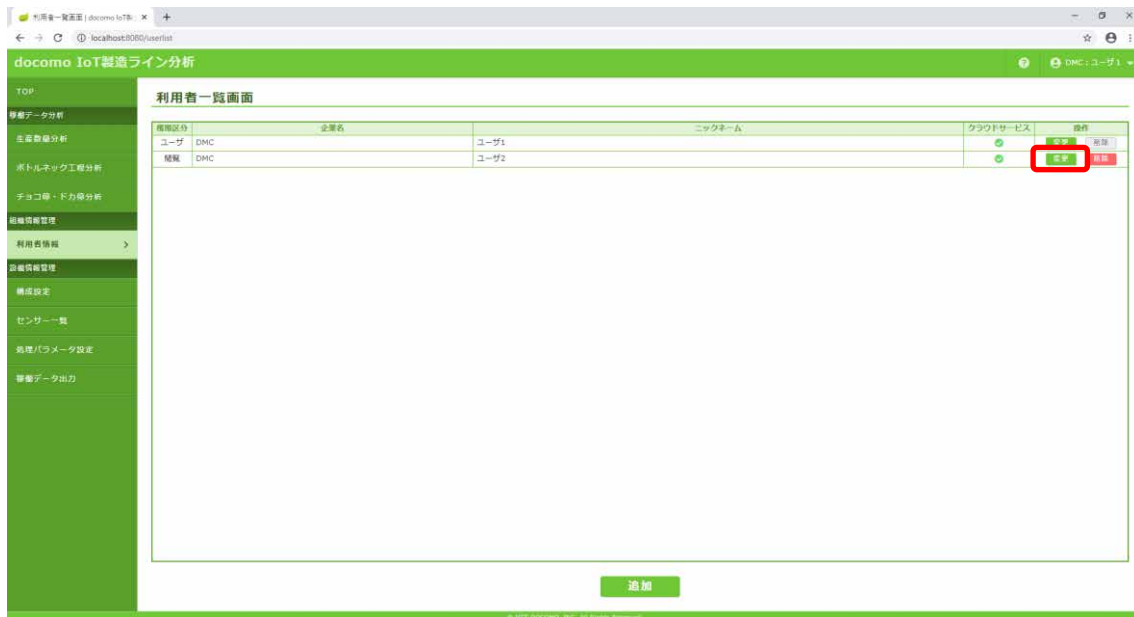 利用者一覧画面 | docomo IoT製
localhost:8080/userlist
docomo IoT製造ライン分析
DMC : ユーザ1
TOP
利用者一覧画面
稼働データ分析
権限区分 企業名 ニックネーム クラウドサービス 操作
ユーザ DMC ユーザ1 変更 削除
閲覧 DMC ユーザ2 変更 削除
生産数量分析
ボトルネック工程分析
チョコ停・ドカ停分析
組織情報管理
利用者情報
設備情報管理
構成設定
センサー一覧
処理パラメータ設定
稼働データ出力
追加
© NTT DOCOMO, INC. All Rights Reserved.